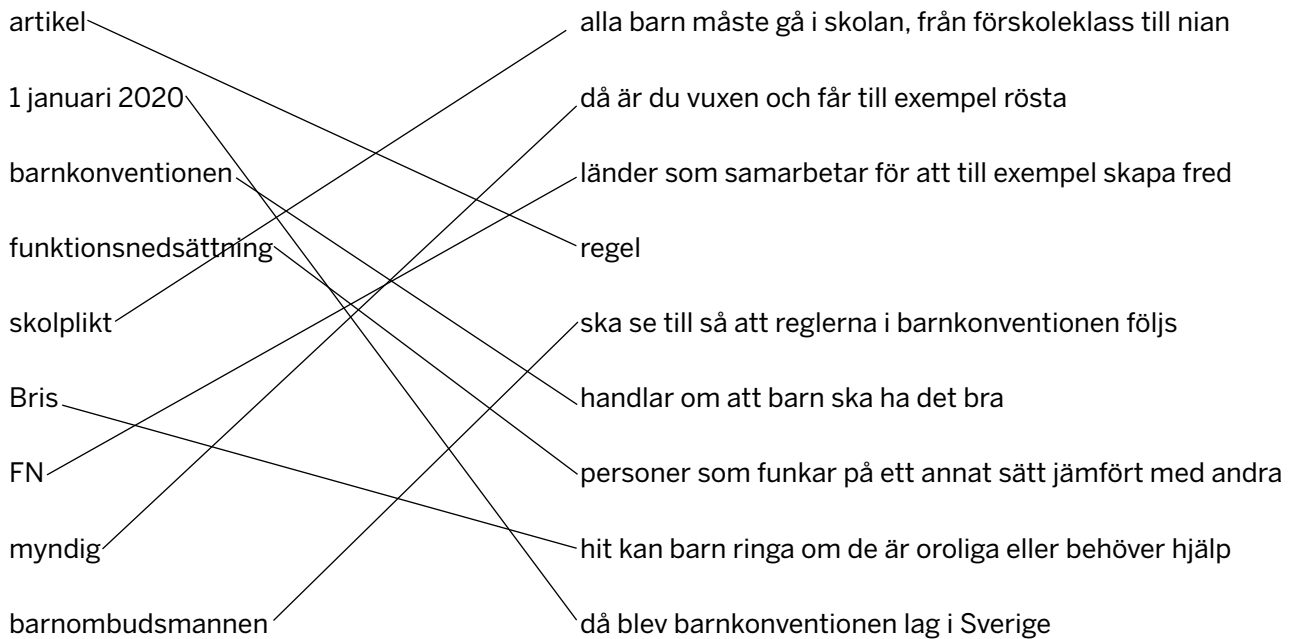 artikel
alla barn måste gå i skolan, från förskoleklass till nian
1 januari 2020
då är du vuxen och får till exempel rösta
barnkonventionen
länder som samarbetar för att till exempel skapa fred
funktionsnedsättning
regel
skolplikt
ska se till så att reglerna i barnkonventionen följs
Bris
handlar om att barn ska ha det bra
FN
personer som funkar på ett annat sätt jämfört med andra
myndig
hit kan barn ringa om de är oroliga eller behöver hjälp
barnombudsmannen
då blev barnkonventionen lag i Sverige